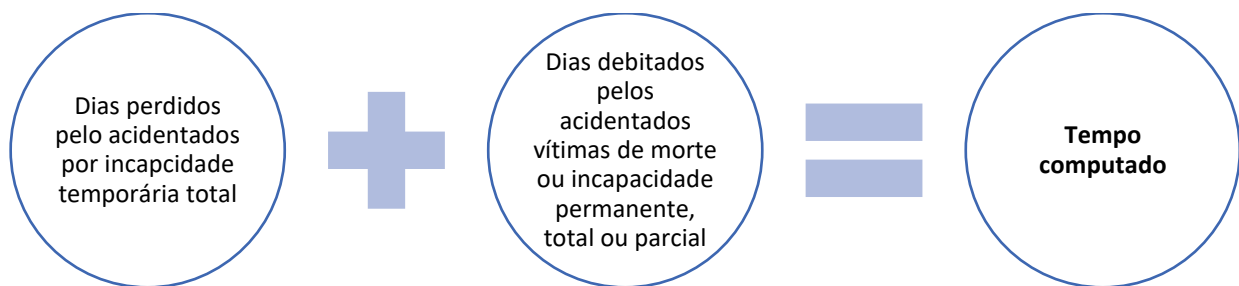 Dias perdidos
pelo acidentados
por incapcidade
temporária total
Dias debitados
pelos
acidentados
vítimas de morte
ou incapacidade
permanente,
total ou parcial
Tempo
computado